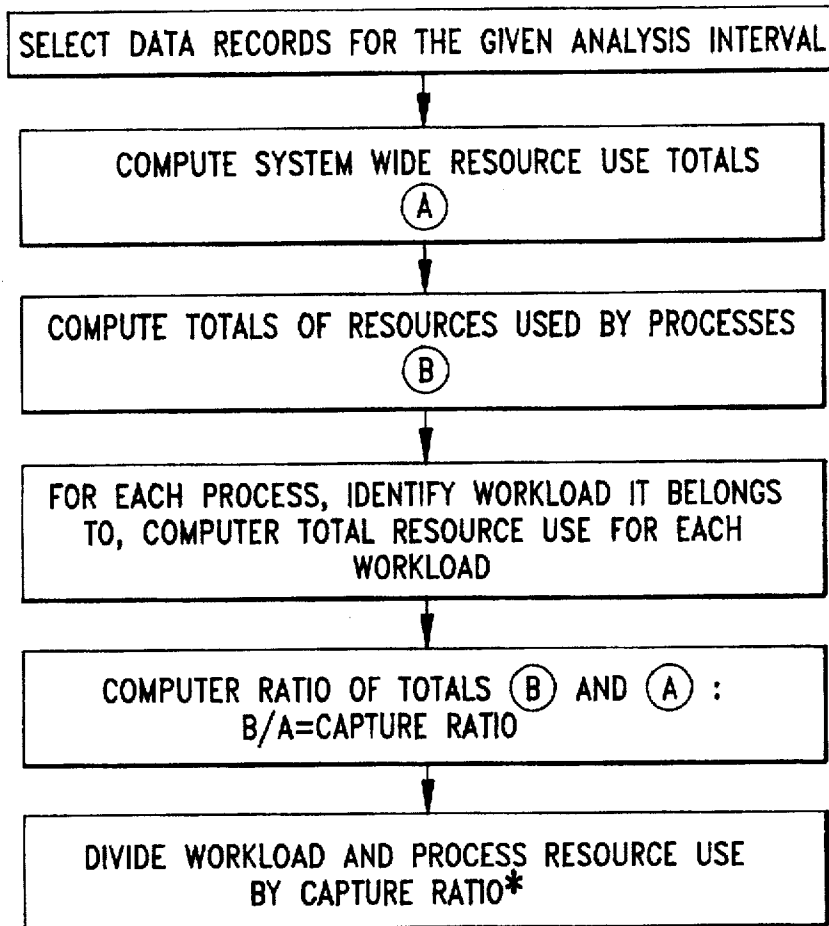 SELECT DATA RECORDS FOR THE GIVEN ANALYSIS INTERVAL
COMPUTE SYSTEM WIDE RESOURCE USE TOTALS
A
COMPUTE TOTALS OF RESOURCES USED BY PROCESSES
B
FOR EACH PROCESS, IDENTIFY WORKLOAD IT BELONGS
TO, COMPUTER TOTAL RESOURCE USE FOR EACH
WORKLOAD
COMPUTER RATIO OF TOTALS B AND A :
B/A=CAPTURE RATIO
DIVIDE WORKLOAD AND PROCESS RESOURCE USE
BY CAPTURE RATIO*